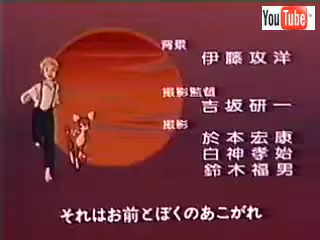 You Tube
背景
伊藤攻洋
撮影監督
吉坂研一
撮影
於本宏康
白神孝始
鈴木福男
それはお前とぼくのあこがれ